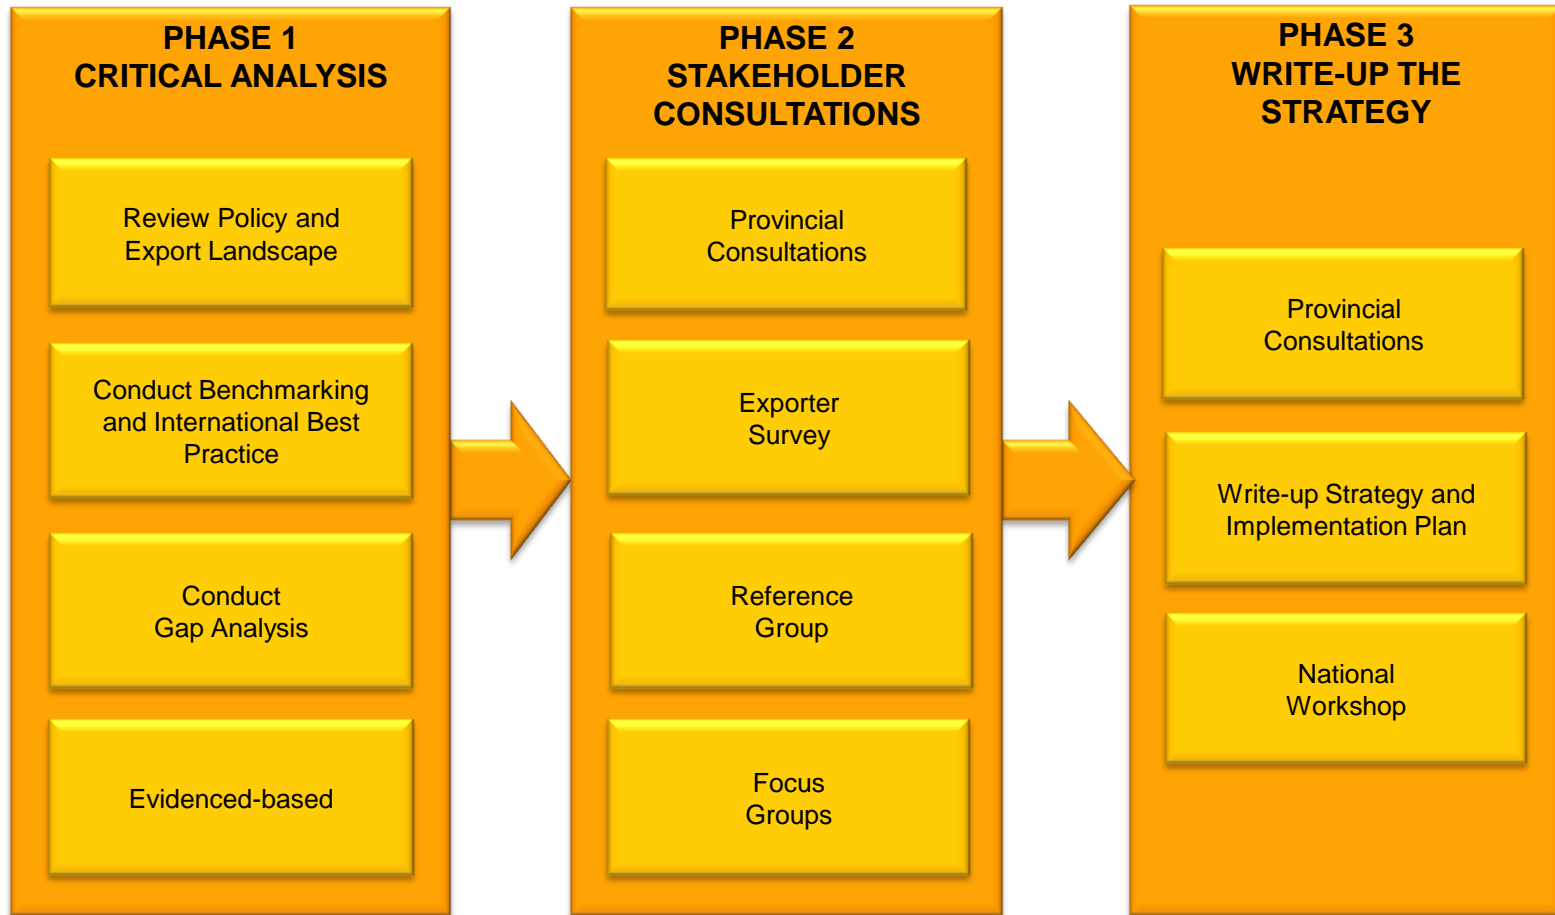 PHASE 1
CRITICAL ANALYSIS
Review Policy and
Export Landscape
Conduct Benchmarking
and International Best
Practice
Conduct
Gap Analysis
Evidenced-based
PHASE 2
STAKEHOLDER
CONSULTATIONS
Provincial
Consultations
Exporter
Survey
Reference
Group
Focus
Groups
PHASE 3
WRITE-UP THE
STRATEGY
Provincial
Consultations
Write-up Strategy and
Implementation Plan
National
Workshop